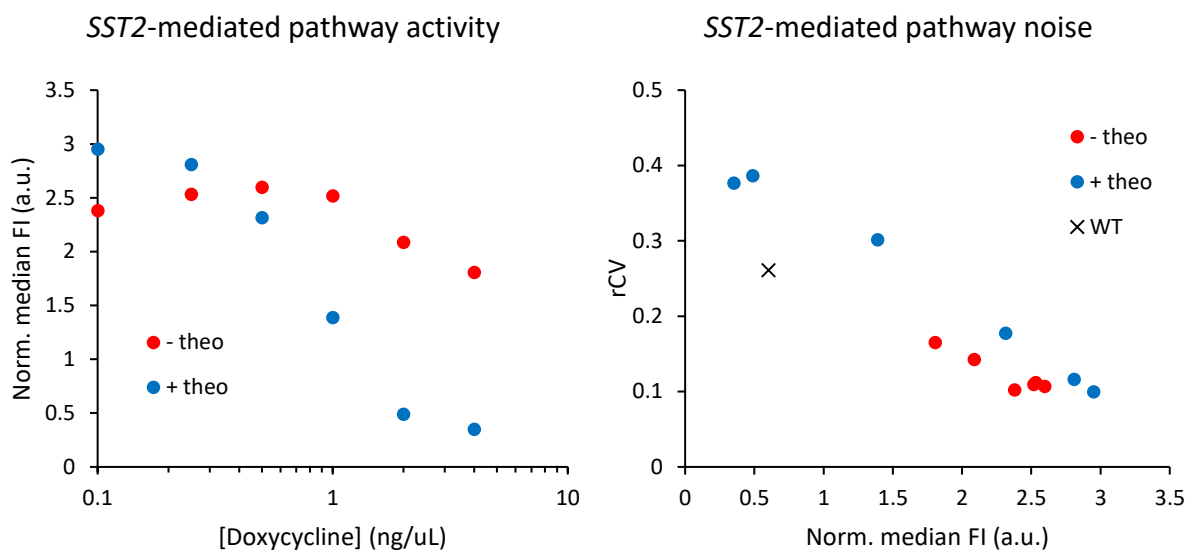 SST2-mediated pathway activity
3.5
3
2.5
2
1.5
1
0.5
0
0.1
1
10
Norm. median FI (a.u.)
[Doxycycline] (ng/uL)
- theo
+ theo
SST2-mediated pathway noise
0.5
0.4
0.3
0.2
0.1
0
0
0.5
1
1.5
2
2.5
3
3.5
rCV
Norm. median FI (a.u.)
- theo
+ theo
WT